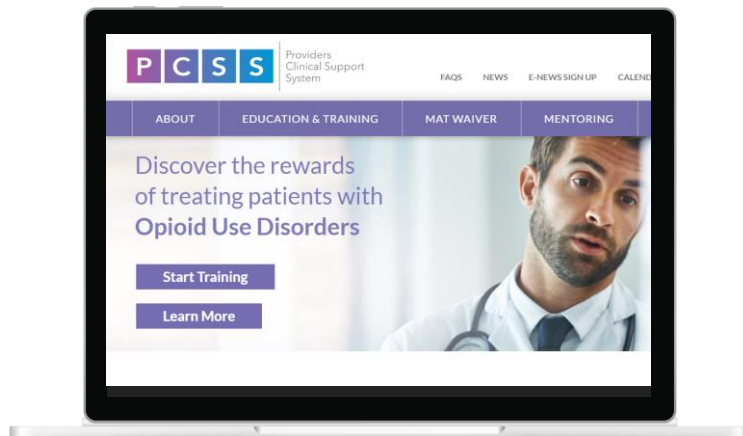 PCSS
Providers
Clinical Support
System
FAQS NEWS E-NEWS SIGN UP
ABOUT EDUCATION & TRAINING MAT WAIVER MENTORING
Discover the rewards
of treating patients with
Opioid Use Disorders
Start Training
Learn More